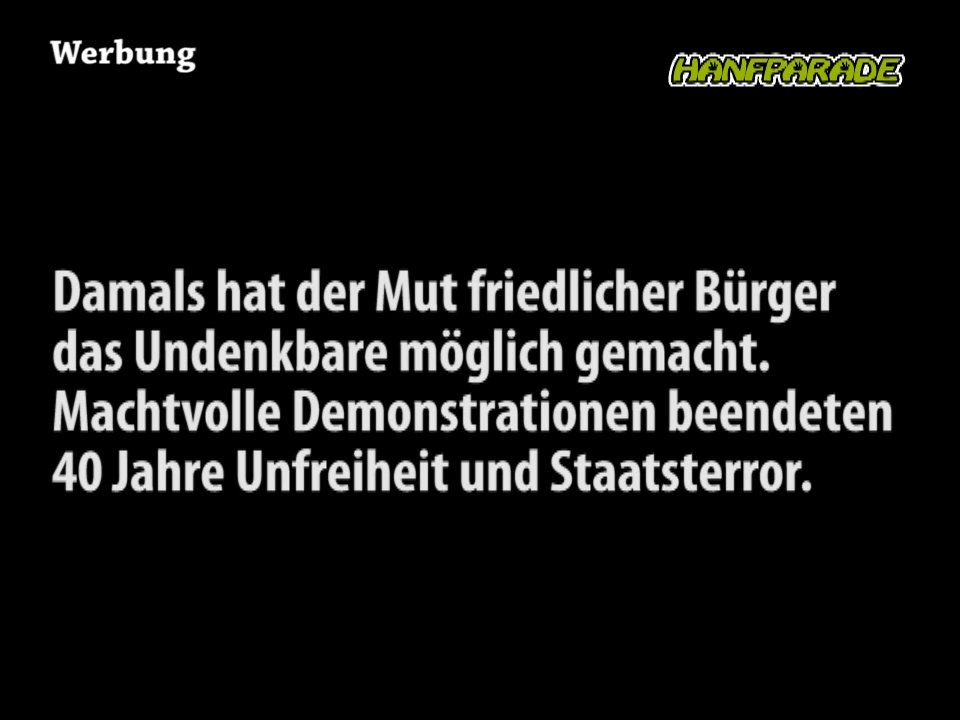 Werbung
HANFPARADE
Damals hat der Mut friedlicher Bürger
das Undenkbare möglich gemacht.
Machtvolle Demonstrationen beendeten
40 Jahre Unfreiheit und Staatsterror.